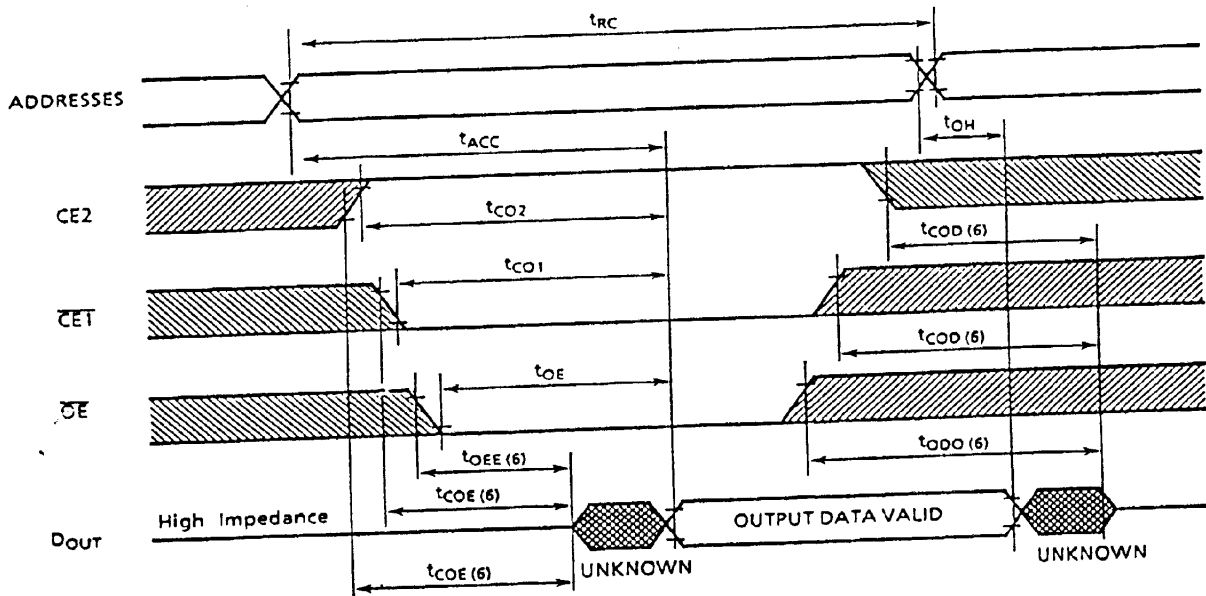 tRC
ADDRESSES
tOH
tACC
CE2
tCO2
tCOD (6)
tCO1
CE1
tCOD (6)
tOE
OE
tODO (6)
tOEE (6)
tCOE (6)
High Impedance
OUTPUT DATA VALID
DOUT
UNKNOWN
UNKNOWN
tCOE (6)